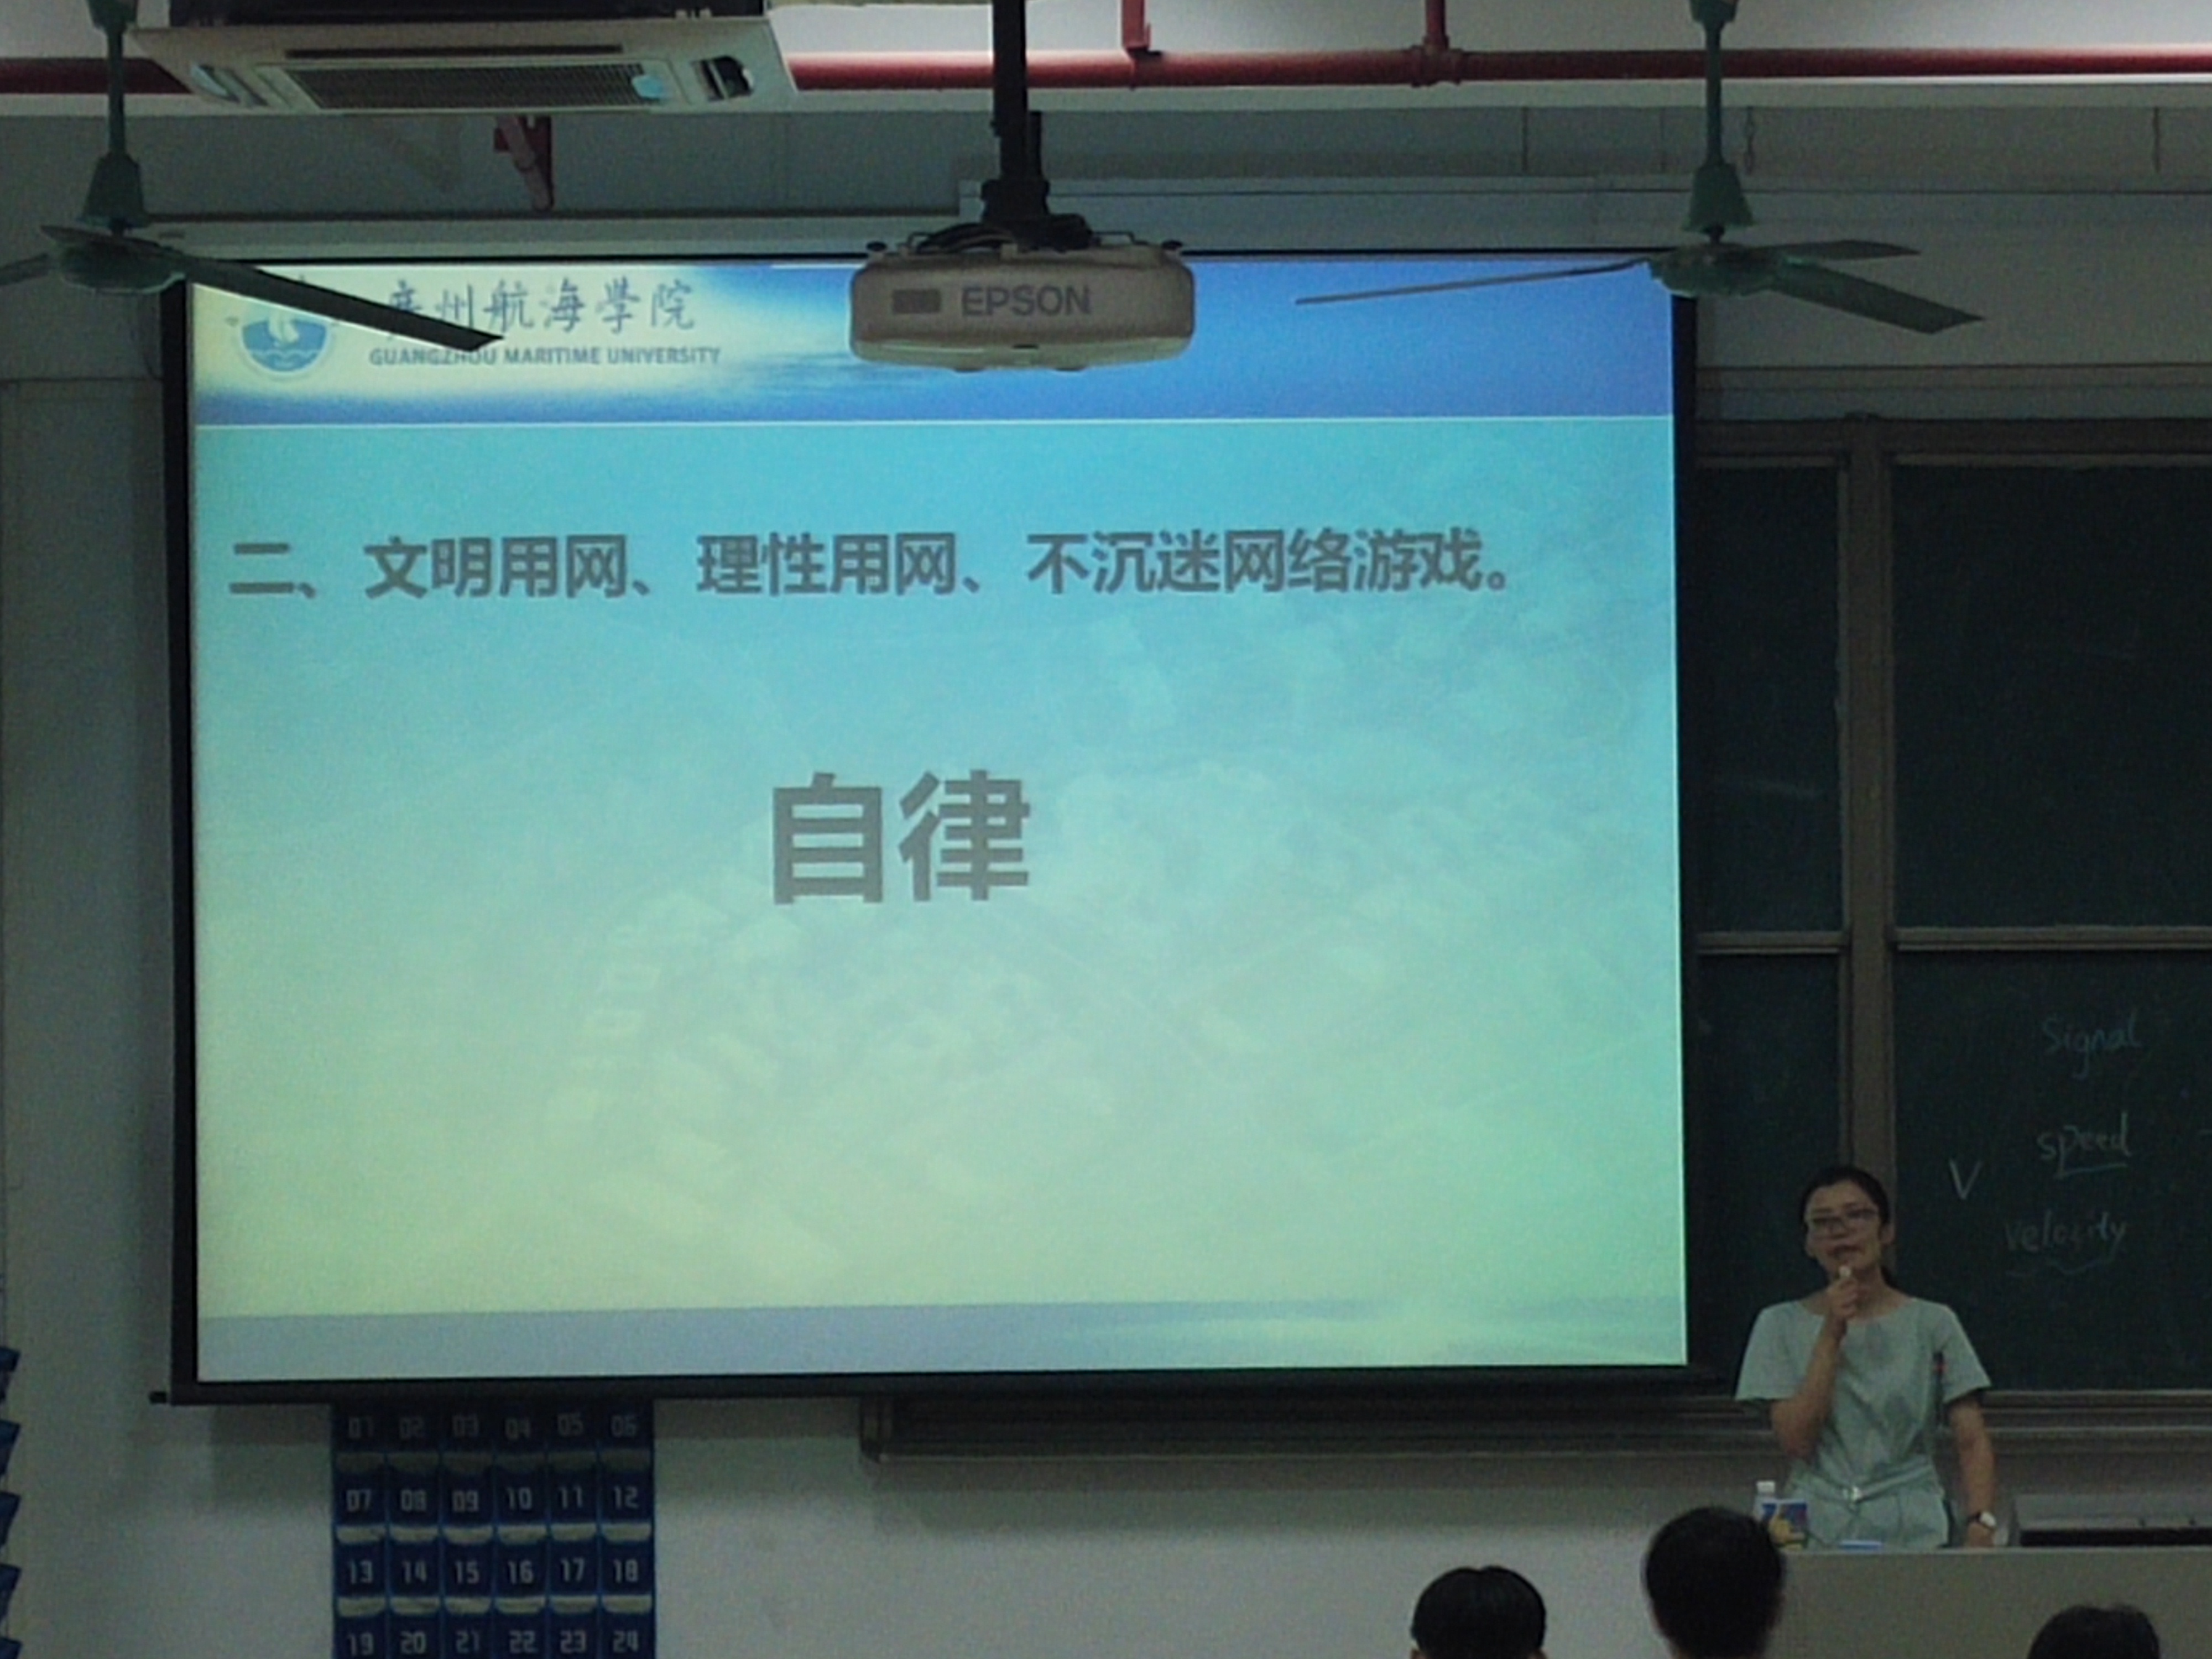 广州航海學院
GUANGZHOU MARITIME UNIVERSITY
EPSON
二、文明用网、理性用网、不沉迷网络游戏。
自律
Signal
speed
V
velocity
01 02 03 04 05 06
07 08 09 10 11 12
13 14 15 16 17 18
19 20 21 22 23 24